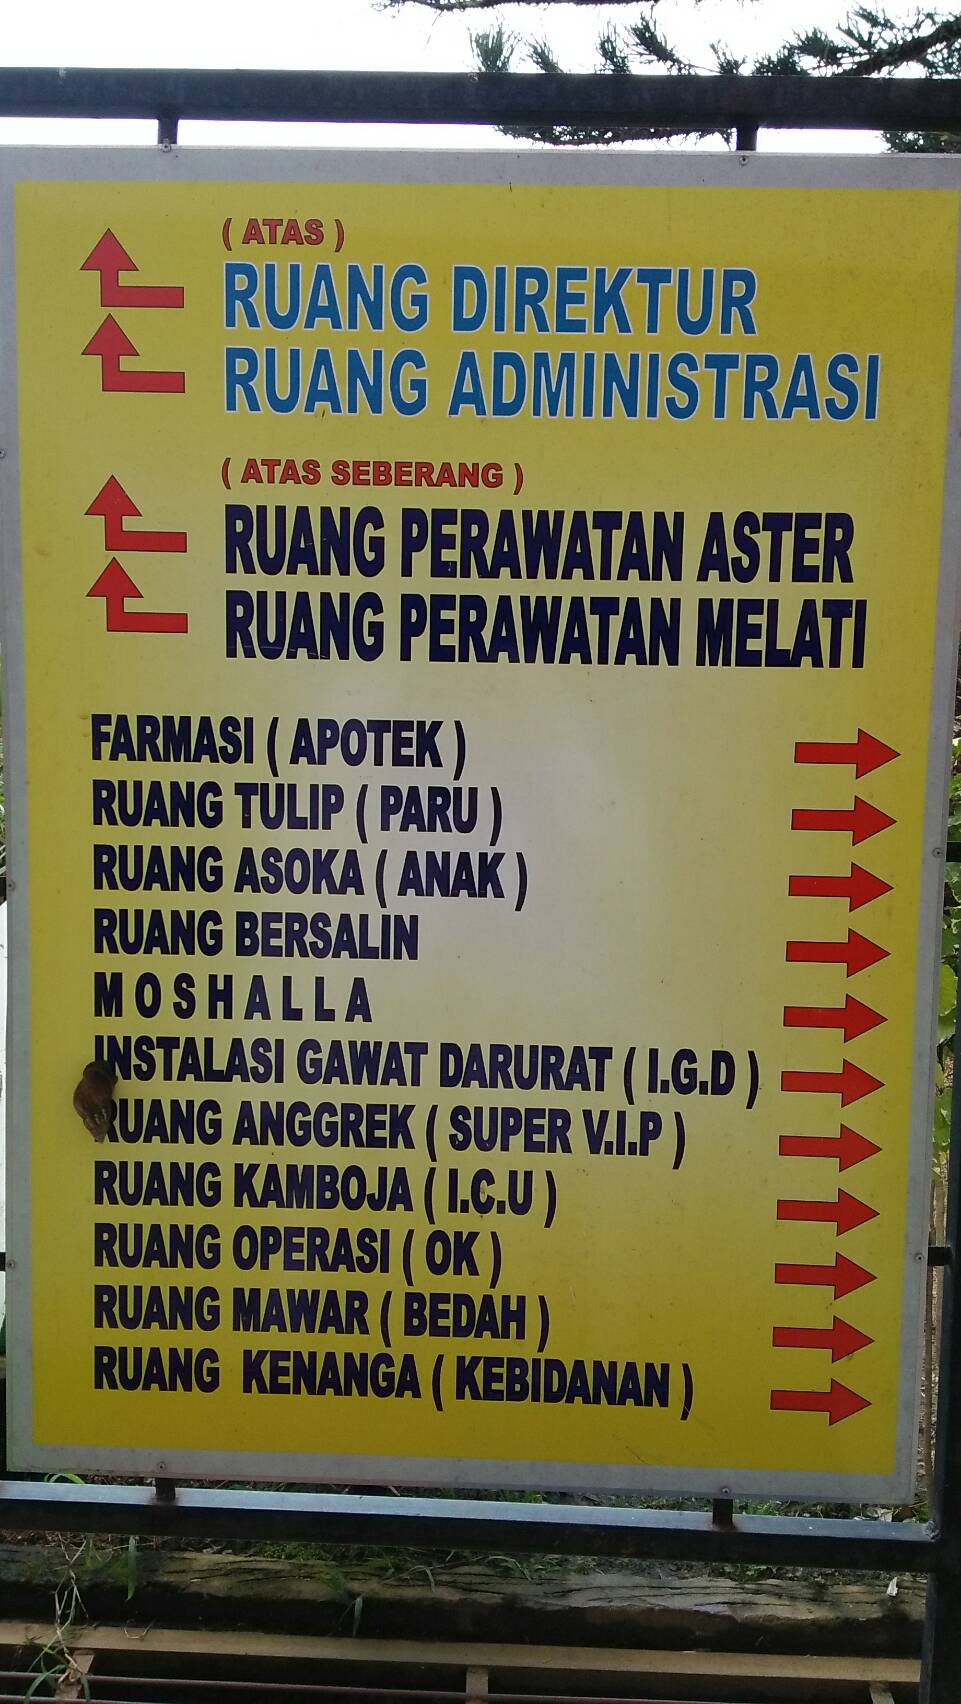 ( ATAS )
RUANG DIREKTUR
RUANG ADMINISTRASI
( ATAS SEBERANG )
RUANG PERAWATAN ASTER
RUANG PERAWATAN MELATI
FARMASI ( APOTEK )
RUANG TULIP ( PARU )
RUANG ASOKA ( ANAK )
RUANG BERSALIN
M O S H A L L A
INSTALASI GAWAT DARURAT ( I.G.D )
RUANG ANGGREK ( SUPER V.I.P )
RUANG KAMBOJA ( I.C.U )
RUANG OPERASI ( OK )
RUANG MAWAR ( BEDAH )
RUANG KENANGA ( KEBIDANAN )